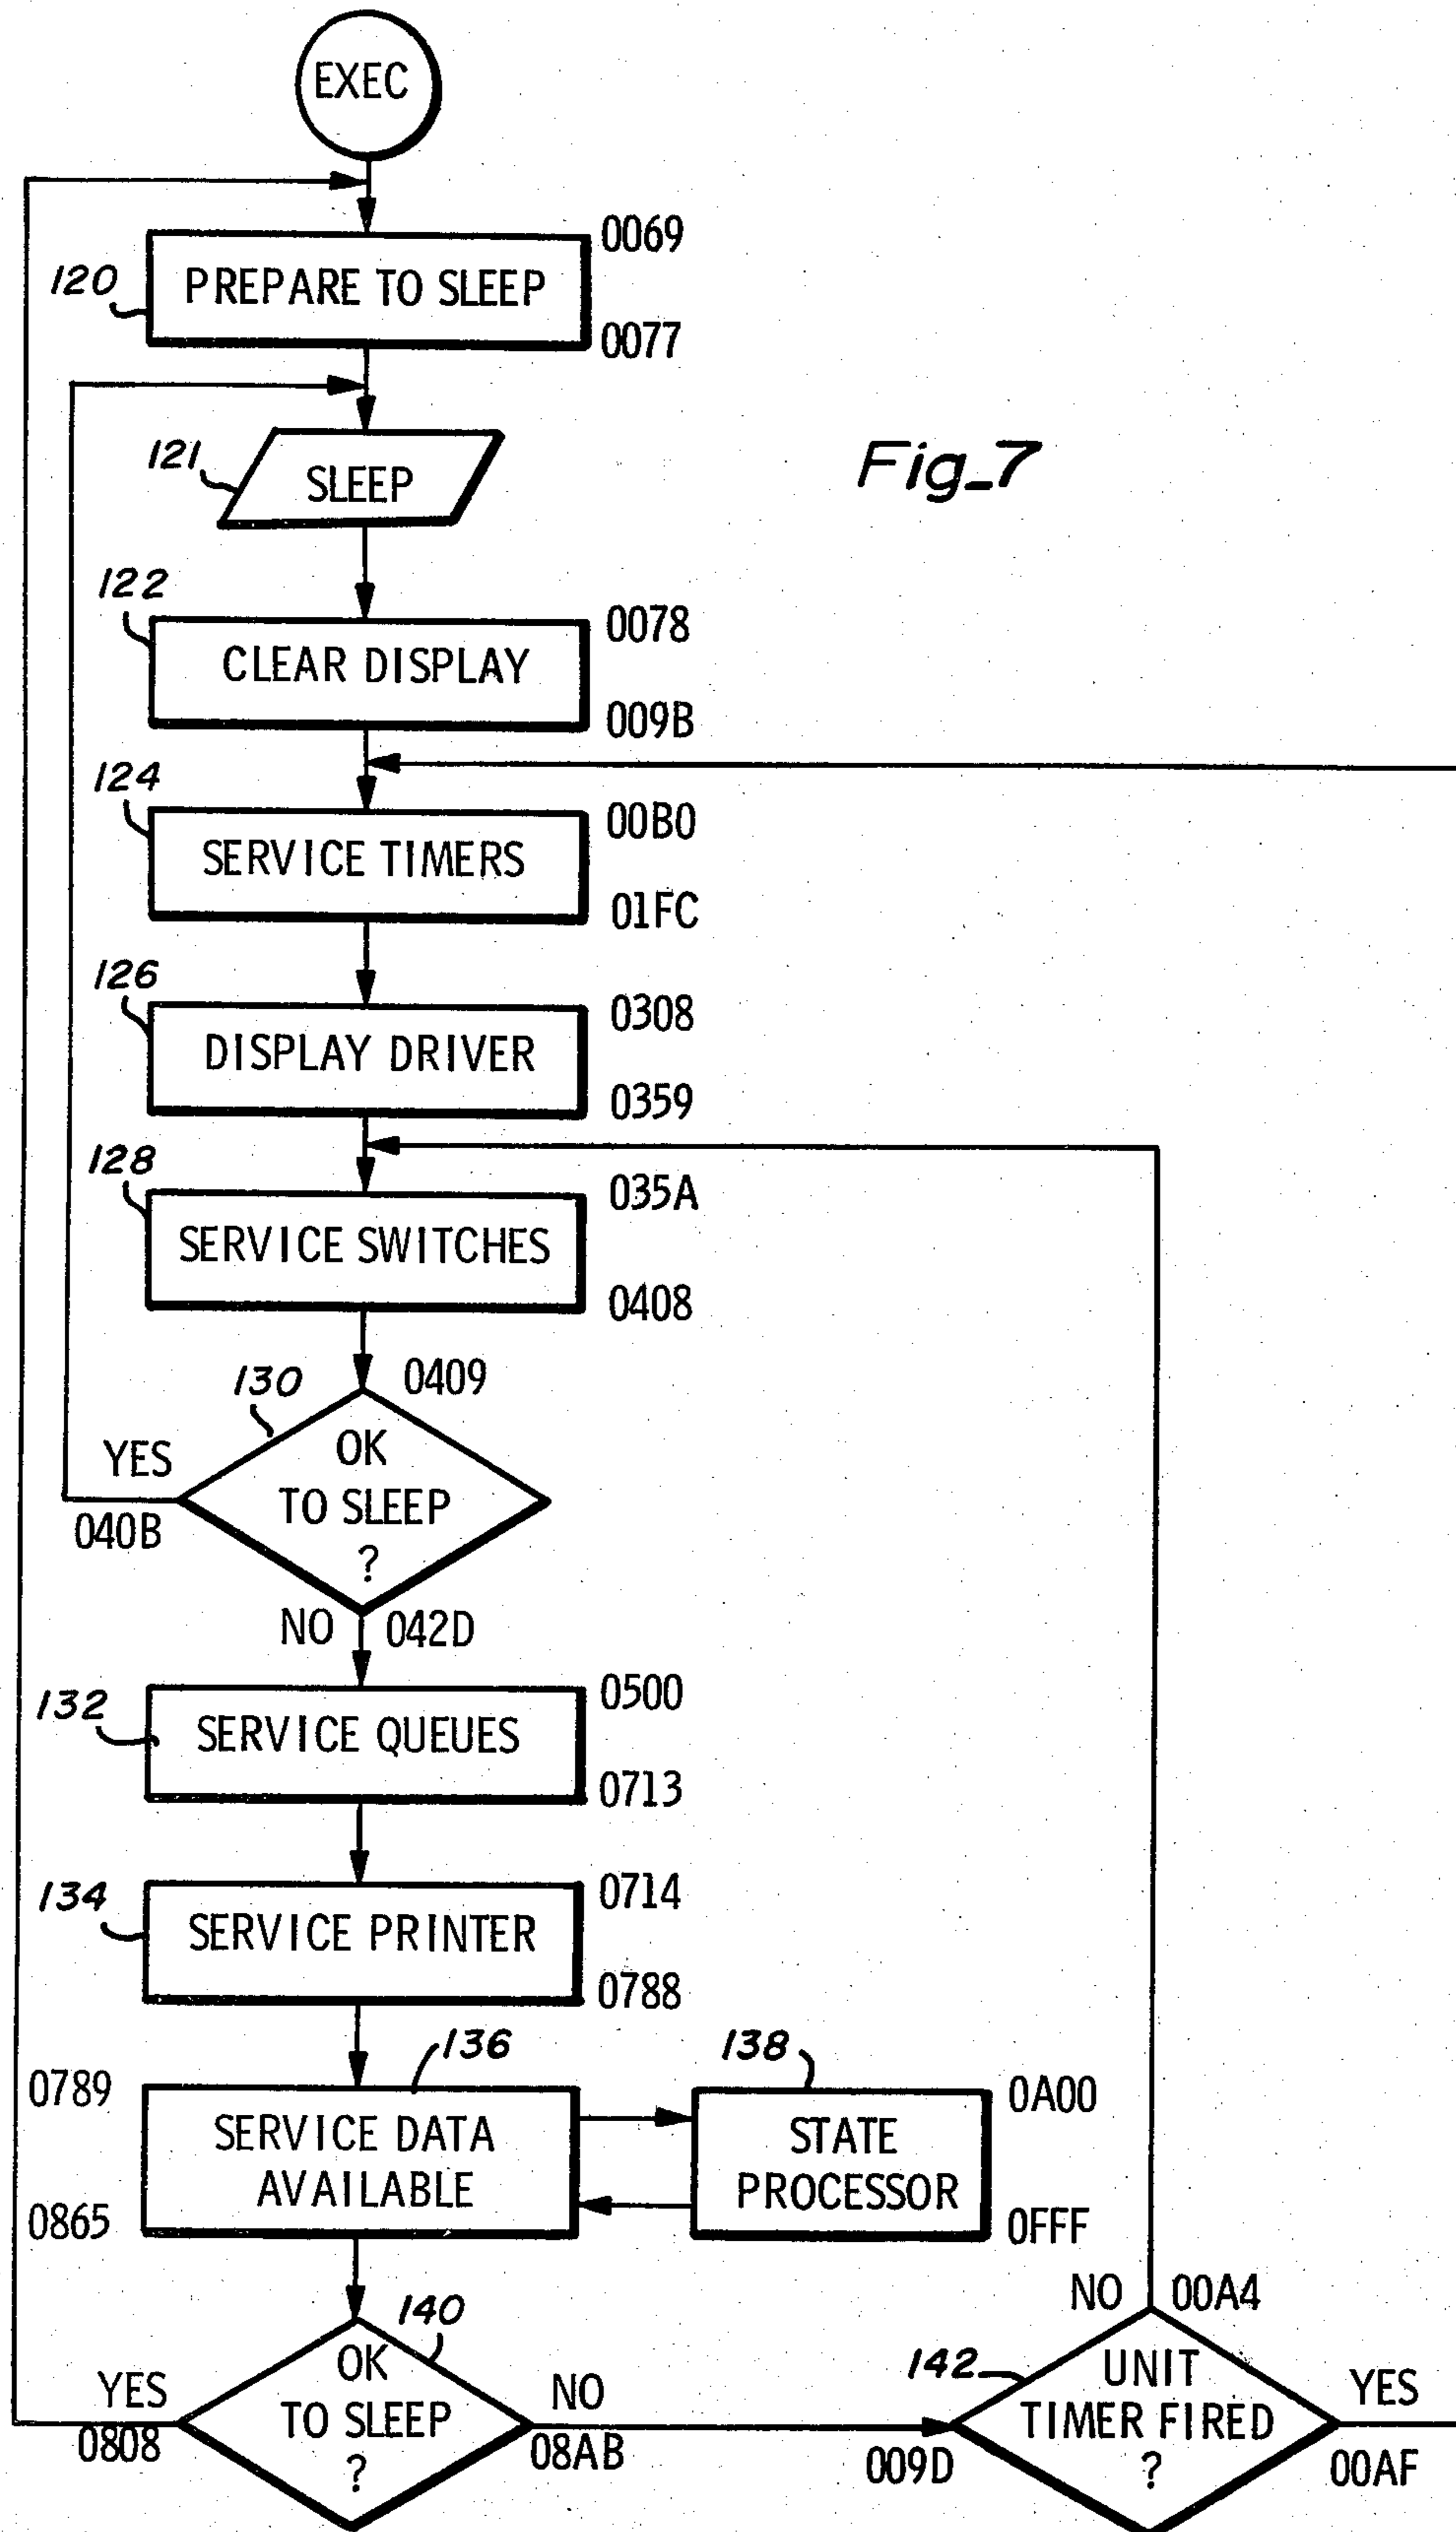 EXEC
0069
120
PREPARE TO SLEEP
0077
121
SLEEP
Fig_7
122
0078
CLEAR DISPLAY
009B
124
00B0
SERVICE TIMERS
01FC
126
0308
DISPLAY DRIVER
0359
128
035A
SERVICE SWITCHES
0408
130
0409
OK
TO SLEEP
?
YES
040B
NO
042D
132
0500
SERVICE QUEUES
0713
134
0714
SERVICE PRINTER
0788
136
138
0789
SERVICE DATA
AVAILABLE
0865
0A00
STATE
PROCESSOR
0FFF
140
OK
TO SLEEP
?
YES
0808
NO
08AB
142
009D
NO
00A4
UNIT
TIMER FIRED
?
YES
00AF